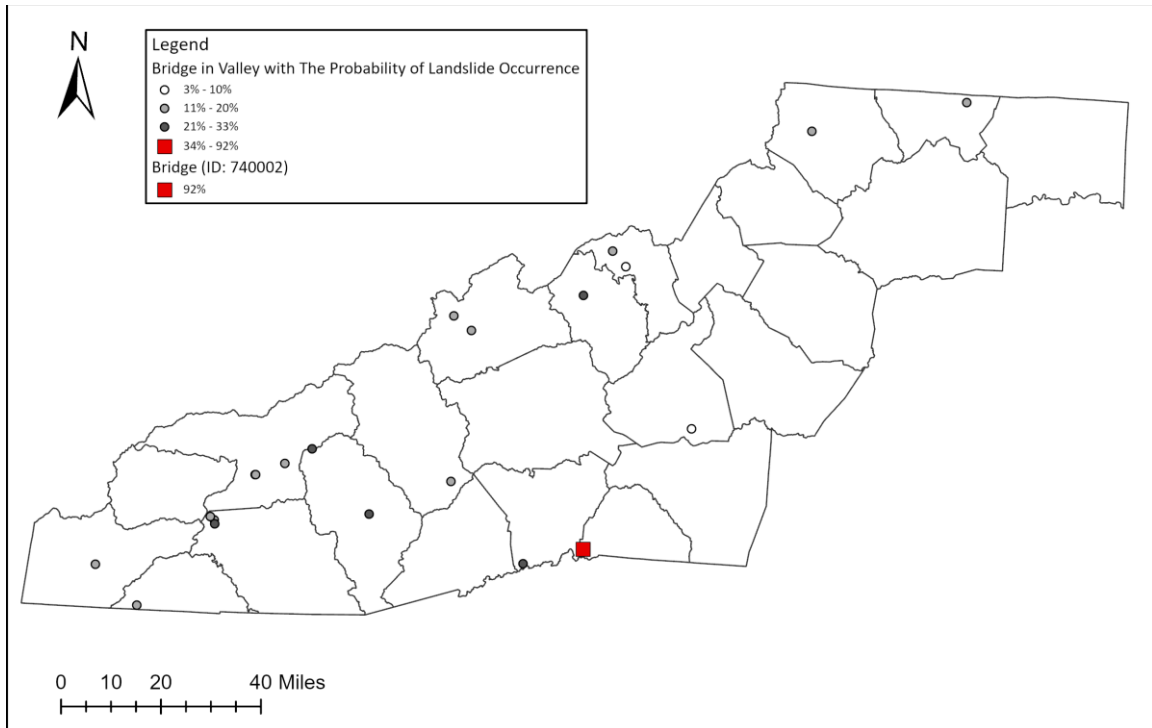 N
Legend
Bridge in Valley with The Probability of Landslide Occurrence
3% - 10%
11% - 20%
21% - 33%
34% - 92%
Bridge (ID: 740002)
92%
0 10 20 40 Miles